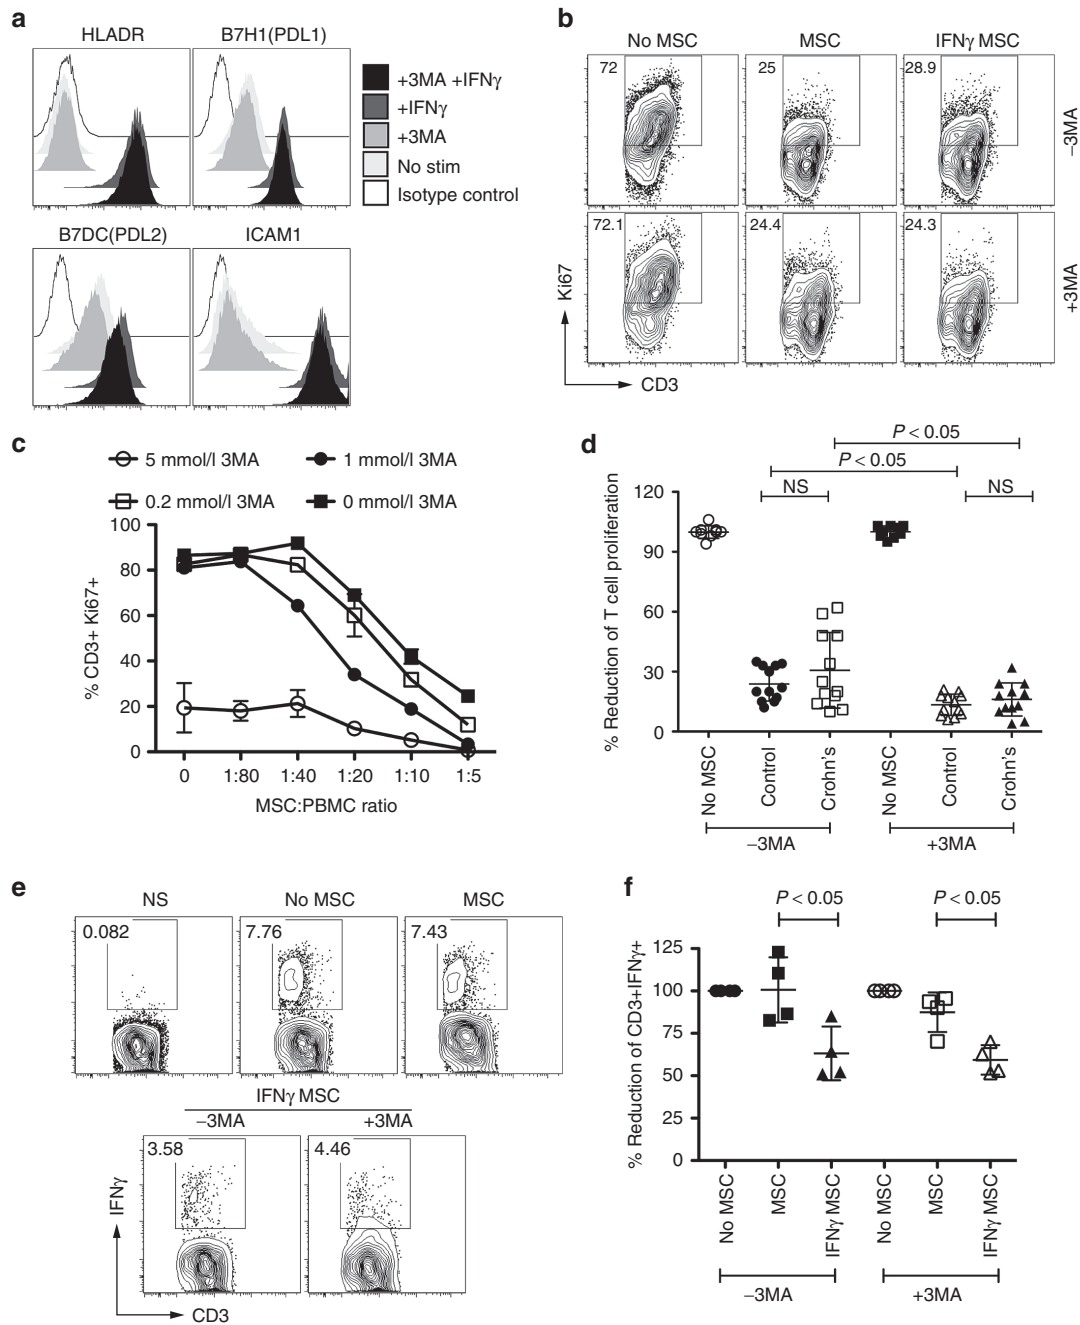 a
HLADR
B7H1(PDL1)
+3MA +IFNγ
+IFNγ
+3MA
No stim
Isotype control
B7DC(PDL2)
ICAM1
b
No MSC
MSC
IFNγ MSC
72
25
28.9
−3MA
72.1
24.4
24.3
+3MA
Ki67
CD3
c
5 mmol/l 3MA
1 mmol/l 3MA
0.2 mmol/l 3MA
0 mmol/l 3MA
% CD3+ Ki67+
100
80
60
40
20
0
0
1:80
1:40
1:20
1:10
1:5
MSC:PBMC ratio
d
P < 0.05
P < 0.05
NS
NS
% Reduction of T cell proliferation
120
90
60
30
0
No MSC
Control
Crohn's
No MSC
Control
Crohn's
−3MA
+3MA
e
NS
No MSC
MSC
0.082
7.76
7.43
IFNγ MSC
−3MA
+3MA
3.58
4.46
IFNγ
CD3
f
P < 0.05
P < 0.05
% Reduction of CD3+IFNγ+
125
100
75
50
25
0
No MSC
MSC
IFNγ MSC
No MSC
MSC
IFNγ MSC
−3MA
+3MA